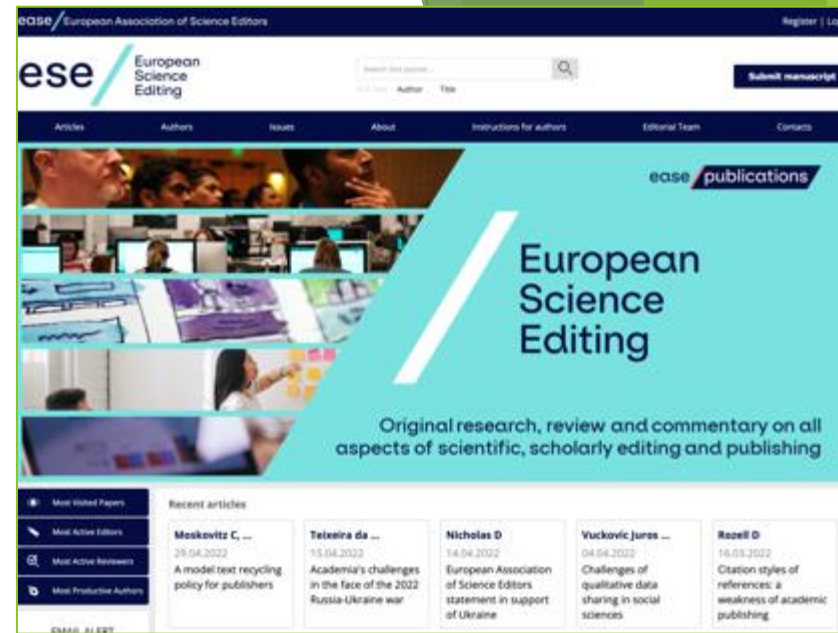 ease/European Association of Science Editors
Register |
ese / European
Science
Editing
Search this journal...
Author Title
Submit manuscript
Articles Authors Issues About Instructions for authors Editorial Team Contacts
ease publications
European
Science
Editing
Original research, review and commentary on all
aspects of scientific, scholarly editing and publishing
Most Visited Papers
Most Active Editors
Most Active Reviewers
Most Productive Authors
EMAIL ALERT
Recent articles
Moskovitz C, ...
29.04.2022
A model text recycling
policy for publishers
Teixeira da ...
15.04.2022
Academia's challenges
in the face of the 2022
Russia-Ukraine war
Nicholas D
14.04.2022
European Association
of Science Editors
statement in support
of Ukraine
Vuckovic Juros ...
04.04.2022
Challenges of
qualitative data
sharing in social
sciences
Rozell D
16.03.2022
Citation styles of
references: a
weakness of academic
publishing